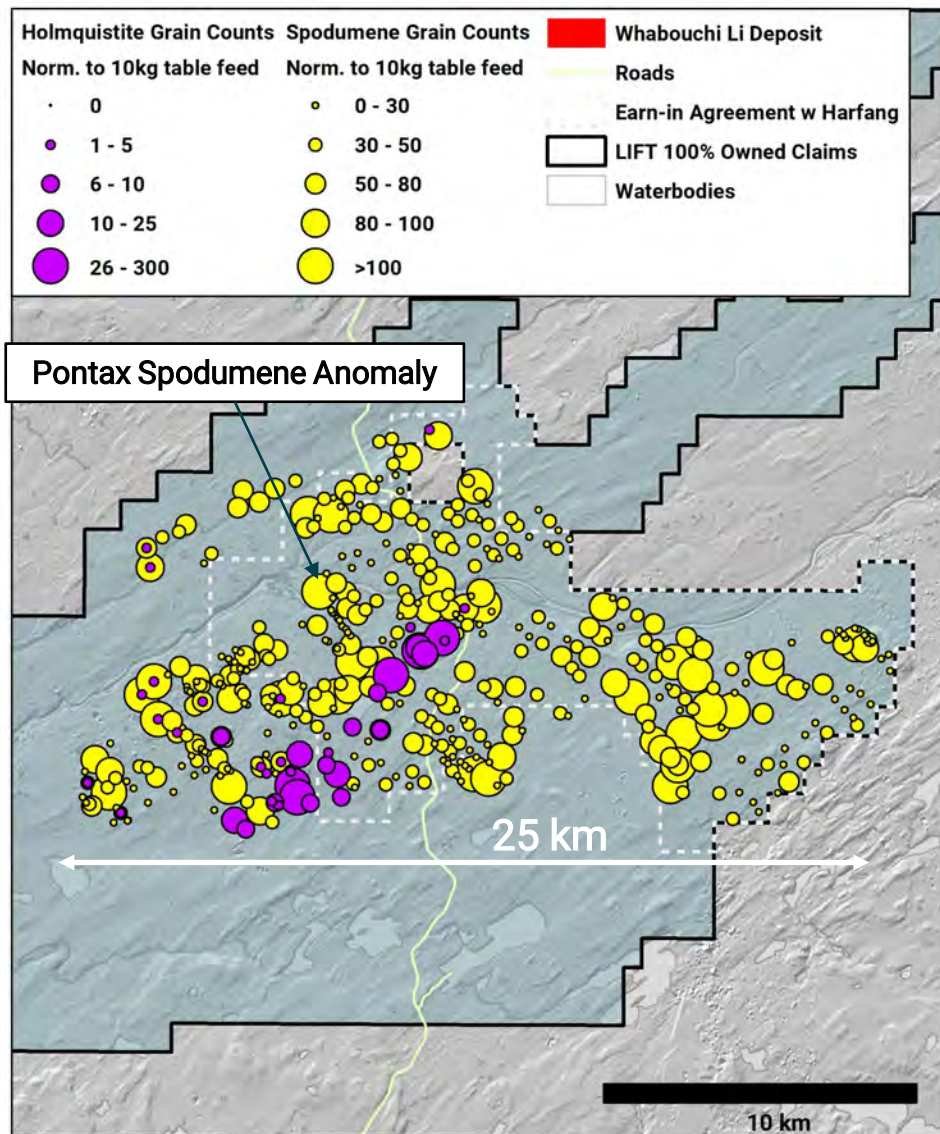 Holmquistite Grain Counts
Norm. to 10kg table feed
0
1 - 5
6 - 10
10 - 25
26 - 300
Spodumene Grain Counts
Norm. to 10kg table feed
0 - 30
30 - 50
50 - 80
80 - 100
>100
Whabouchi Li Deposit
Roads
Earn-in Agreement w Harfang
LIFT 100% Owned Claims
Waterbodies
Pontax Spodumene Anomaly
25 km
10 km